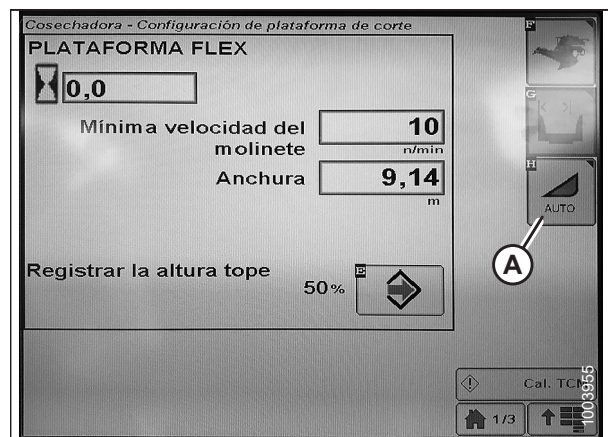 Cosechadora - Configuración de plataforma de corte
PLATAFORMA FLEX
0,0
Mínima velocidad del molinete
10
n/min
Anchura
9,14
m
Registrar la altura tope
50%
E
F
G
H
AUTO
A
Cal. TCM
1/3
1003955